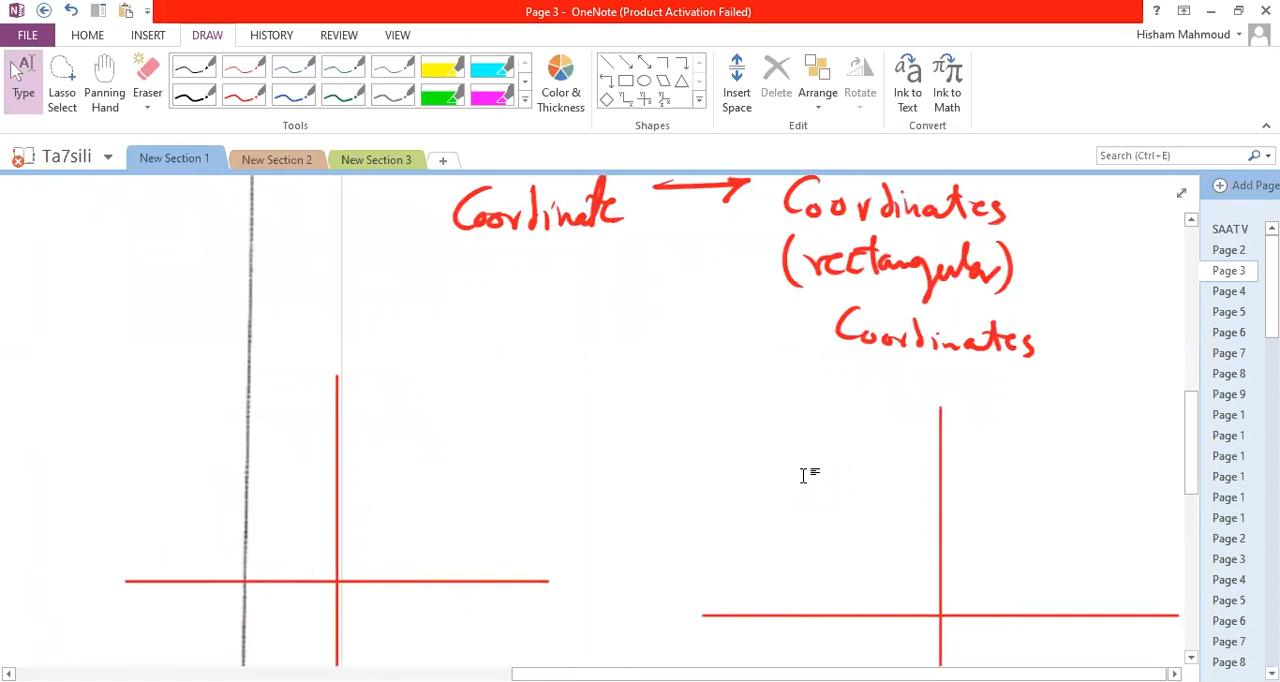 Page 3 - OneNote (Product Activation Failed)
FILE HOME INSERT DRAW HISTORY REVIEW VIEW
Hisham Mahmoud
Type
Lasso Select
Panning Hand
Eraser
Color & Thickness
Insert Space
Delete
Arrange
Rotate
Ink to Text
Ink to Math
Tools
Shapes
Edit
Convert
Ta7sili
New Section 1
New Section 2
New Section 3
Search (Ctrl+E)
Add Page
SAAT V
Page 2
Page 3
Page 4
Page 5
Page 6
Page 7
Page 8
Page 9
Page 1
Page 1
Page 1
Page 1
Page 1
Page 1
Page 2
Page 3
Page 4
Page 5
Page 6
Page 7
Page 8
Coordinate
Coordinates
(rectangular)
Coordinates